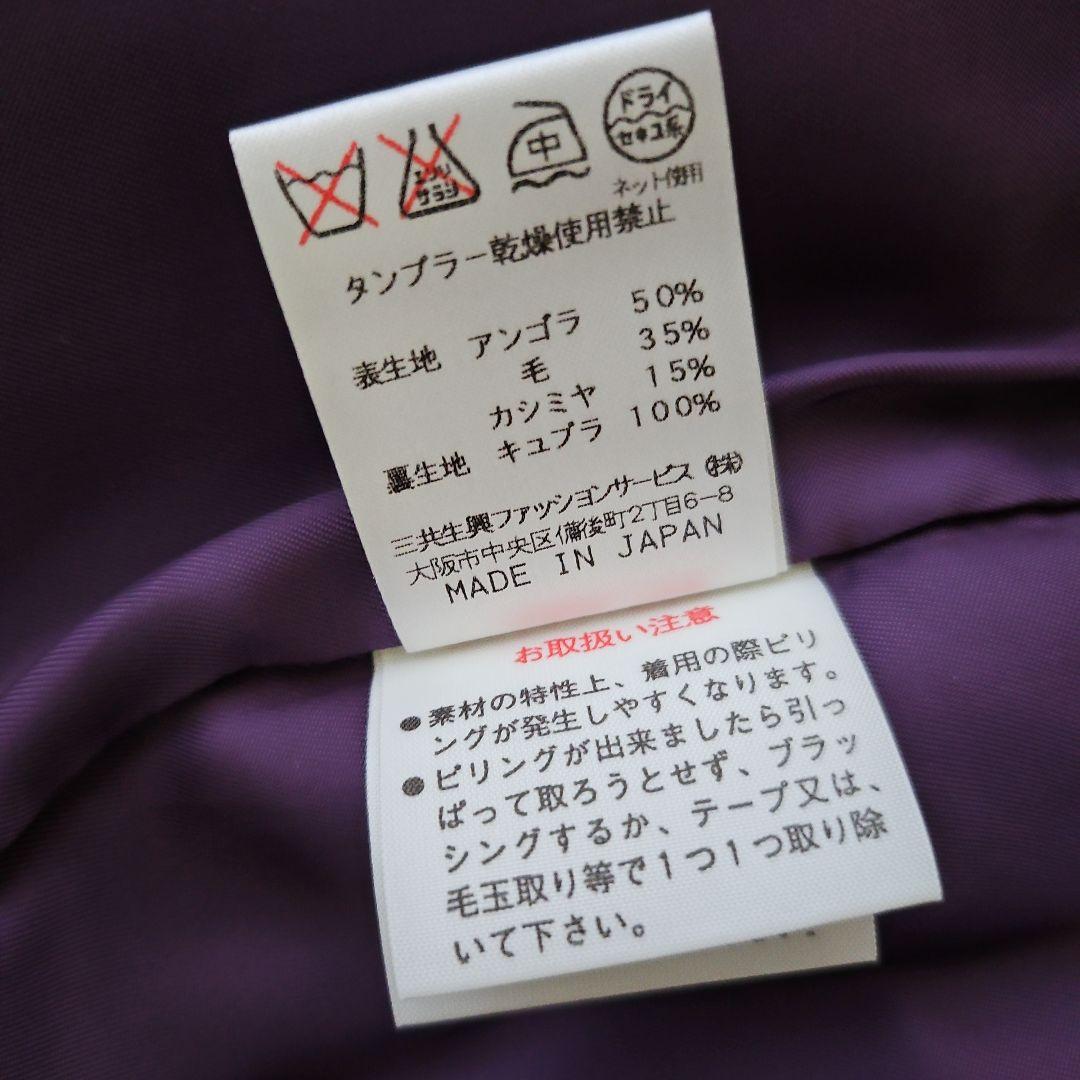 エンソ
サラシ
中
ドライ
セキユ系
ネット使用
タンブラー乾燥使用禁止
表生地 アンゴラ 50%
毛 35%
カシミヤ 15%
裏生地 キュプラ 100%
三共生興ファッションサービス(株)
大阪市中央区備後町2丁目6-8
MADE IN JAPAN
お取扱い注意
●素材の特性上、着用の際ピリ
ングが発生しやすくなります。
●ピリングが出来ましたら引っ
ぱって取ろうとせず、ブラッ
シングするか、テープ又は、
毛玉取り等で1つ1つ取り除
いて下さい。